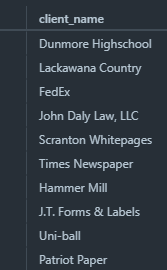 client_name
Dunmore Highschool
Lackawana Country
FedEx
John Daly Law, LLC
Scranton Whitepages
Times Newspaper
Hammer Mill
J.T. Forms & Labels
Uni-ball
Patriot Paper